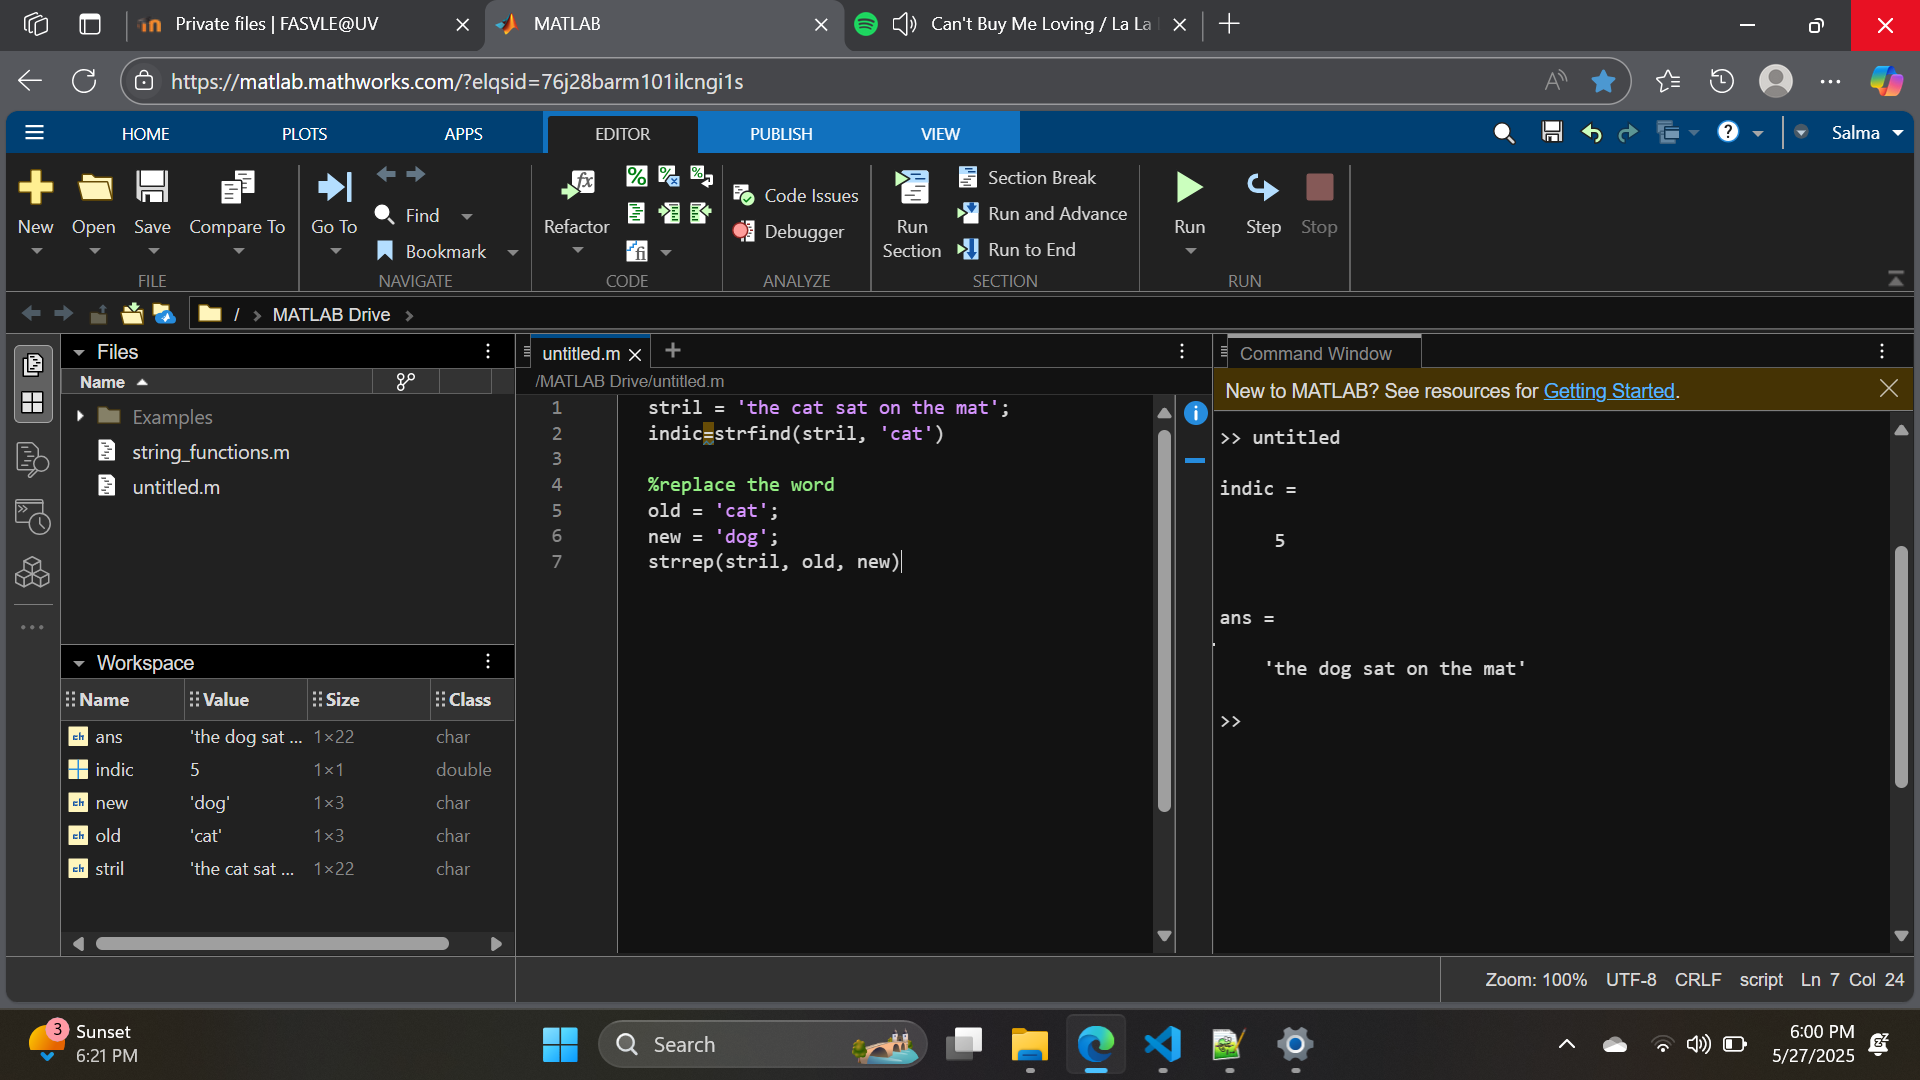 Private files | FASVLE@UV
MATLAB
Can't Buy Me Loving / La La
https://matlab.mathworks.com/?elqsid=76j28barm101ilcngi1s
HOME PLOTS APPS EDITOR PUBLISH VIEW
Salma
New Open Save Compare To
FILE
Go To Find Bookmark
NAVIGATE
Refactor
CODE
Code Issues
Debugger
ANALYZE
Run Section
Section Break
Run and Advance
Run to End
SECTION
Run Step Stop
RUN
/ > MATLAB Drive >
Files
Name
Examples
string_functions.m
untitled.m
Workspace
Name Value Size Class
ans 'the dog sat ... 1×22 char
indic 5 1×1 double
new 'dog' 1×3 char
old 'cat' 1×3 char
stril 'the cat sat ... 1×22 char
untitled.m
/MATLAB Drive/untitled.m
1 stril = 'the cat sat on the mat';
2 indic=strfind(stril, 'cat')
3
4 %replace the word
5 old = 'cat';
6 new = 'dog';
7 strrep(stril, old, new)
Command Window
New to MATLAB? See resources for Getting Started.
>> untitled
indic =
5
ans =
'the dog sat on the mat'
>>
Zoom: 100% UTF-8 CRLF script Ln 7 Col 24
3
Sunset
6:21 PM
Search
6:00 PM
5/27/2025